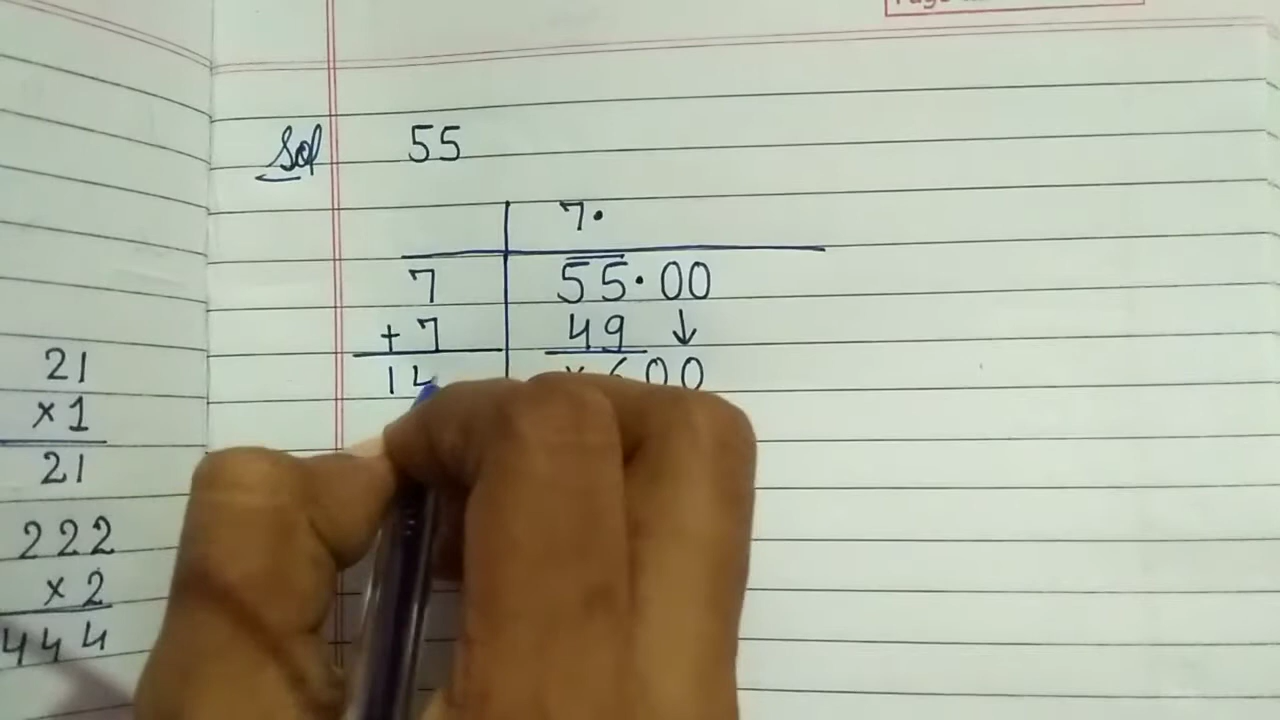 21
× 1
21
222
× 2
444
Sol 55
7.
7 55.00
+ 7 49 ↓
14 × 600